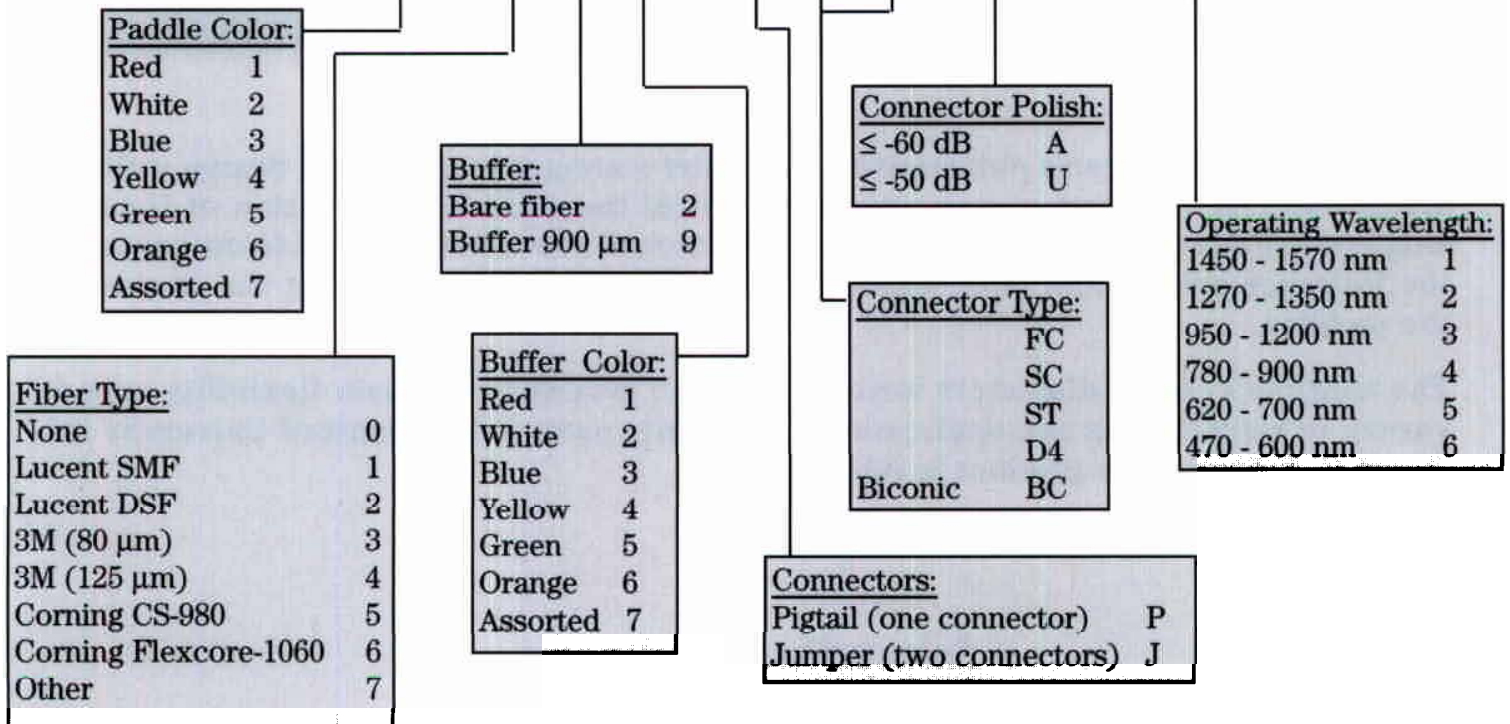 Paddle Color:
Red 1
White 2
Blue 3
Yellow 4
Green 5
Orange 6
Assorted 7
Fiber Type:
None 0
Lucent SMF 1
Lucent DSF 2
3M (80 µm) 3
3M (125 µm) 4
Corning CS-980 5
Corning Flexcore-1060 6
Other 7
Buffer:
Bare fiber 2
Buffer 900 µm 9
Buffer Color:
Red 1
White 2
Blue 3
Yellow 4
Green 5
Orange 6
Assorted 7
Connector Polish:
≤ -60 dB A
≤ -50 dB U
Connector Type:
FC
SC
ST
D4
Biconic BC
Connectors:
Pigtail (one connector) P
Jumper (two connectors) J
Operating Wavelength:
1450 - 1570 nm 1
1270 - 1350 nm 2
950 - 1200 nm 3
780 - 900 nm 4
620 - 700 nm 5
470 - 600 nm 6